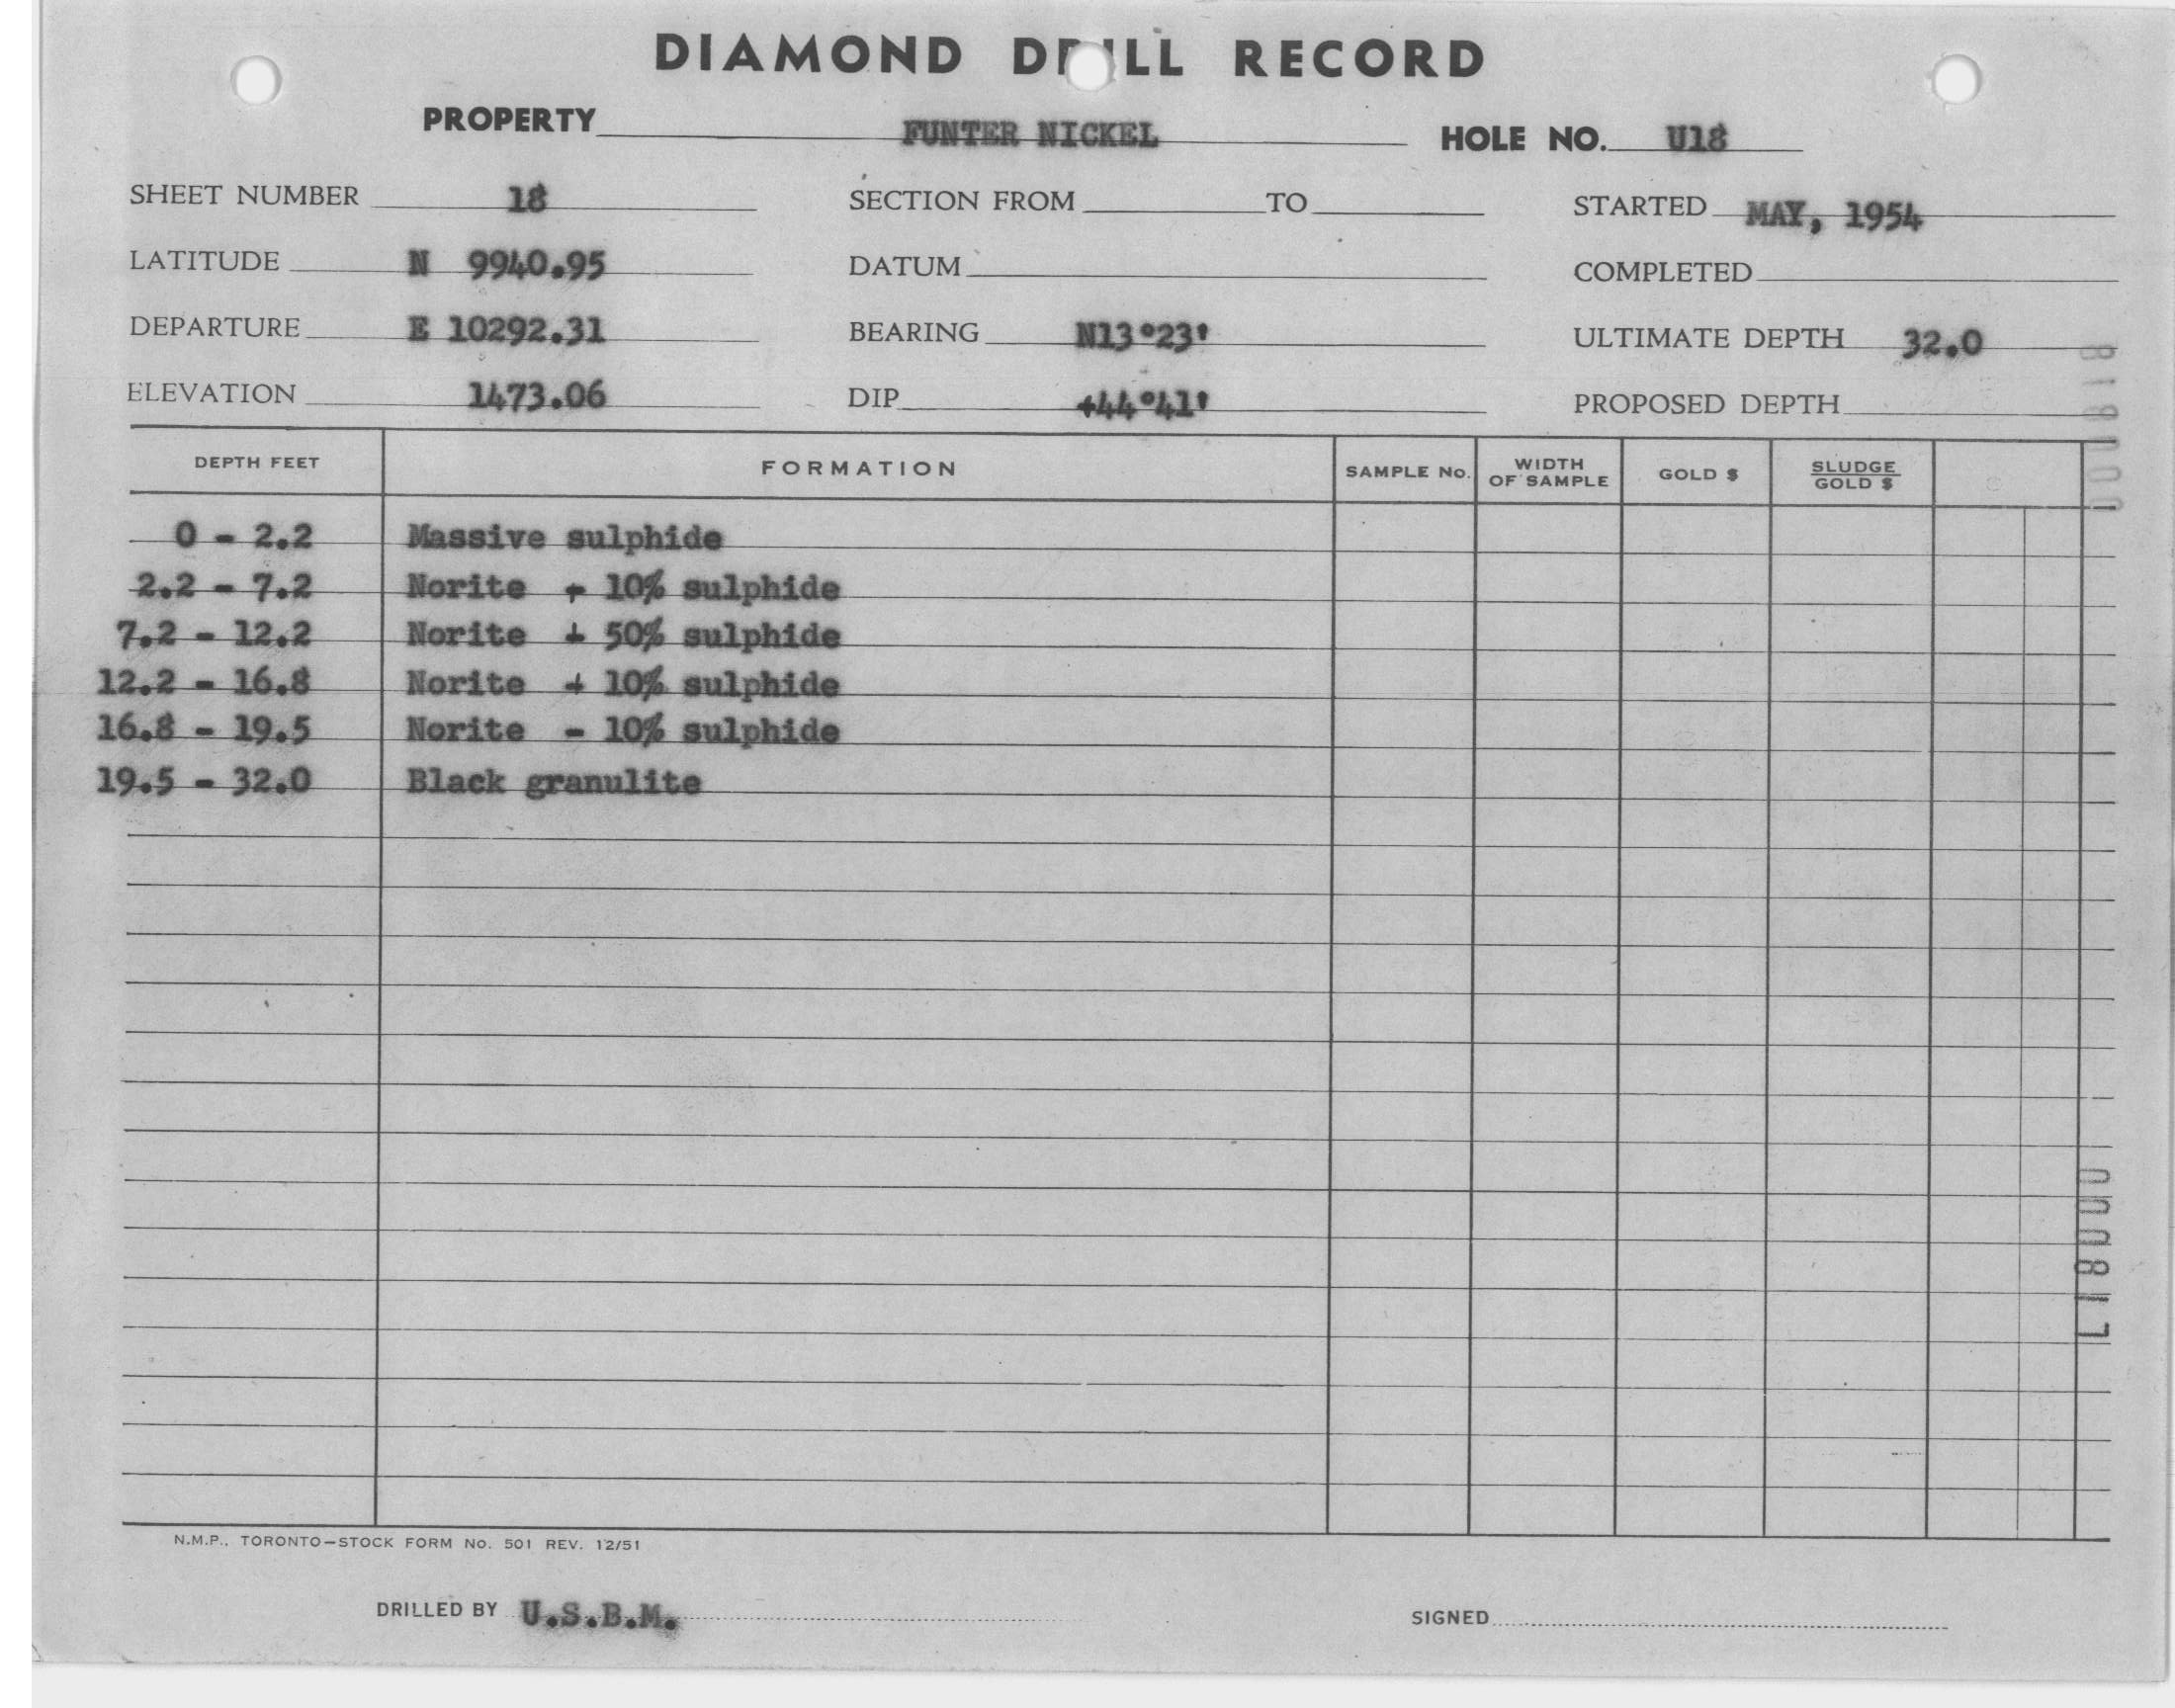 DIAMOND DRILL RECORD
PROPERTY FUNTER NICKEL HOLE NO. U18
SHEET NUMBER 18 SECTION FROM TO STARTED MAY, 1954
LATITUDE N 9940.95 DATUM COMPLETED
DEPARTURE E 10292.31 BEARING N13°23' ULTIMATE DEPTH 32.0
ELEVATION 1473.06 DIP +44°41' PROPOSED DEPTH
DEPTH FEET FORMATION SAMPLE No. WIDTH OF SAMPLE GOLD $ SLUDGE GOLD $
0 - 2.2 Massive sulphide
2.2 - 7.2 Norite + 10% sulphide
7.2 - 12.2 Norite + 50% sulphide
12.2 - 16.8 Norite + 10% sulphide
16.8 - 19.5 Norite - 10% sulphide
19.5 - 32.0 Black granulite
N.M.P., TORONTO—STOCK FORM No. 501 REV. 12/51
DRILLED BY U.S.B.M. SIGNED